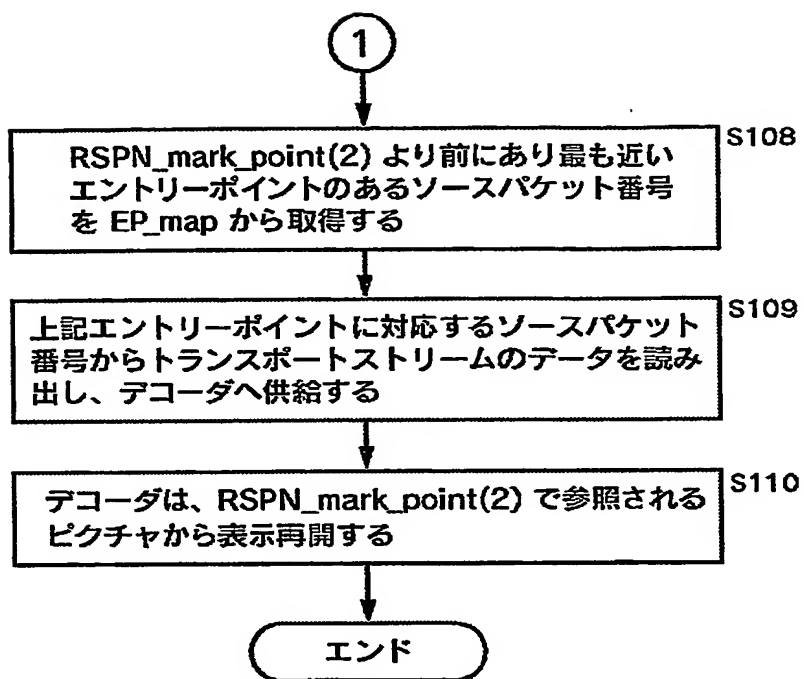 1
S108
RSPN_mark_point(2) より前にあり最も近い
エントリーポイントのあるソースパケット番号
を EP_map から取得する
S109
上記エントリーポイントに対応するソースパケット
番号からトランスポートストリームのデータを読み
出し、デコーダへ供給する
S110
デコーダは、RSPN_mark_point(2) で参照される
ピクチャから表示再開する
エンド